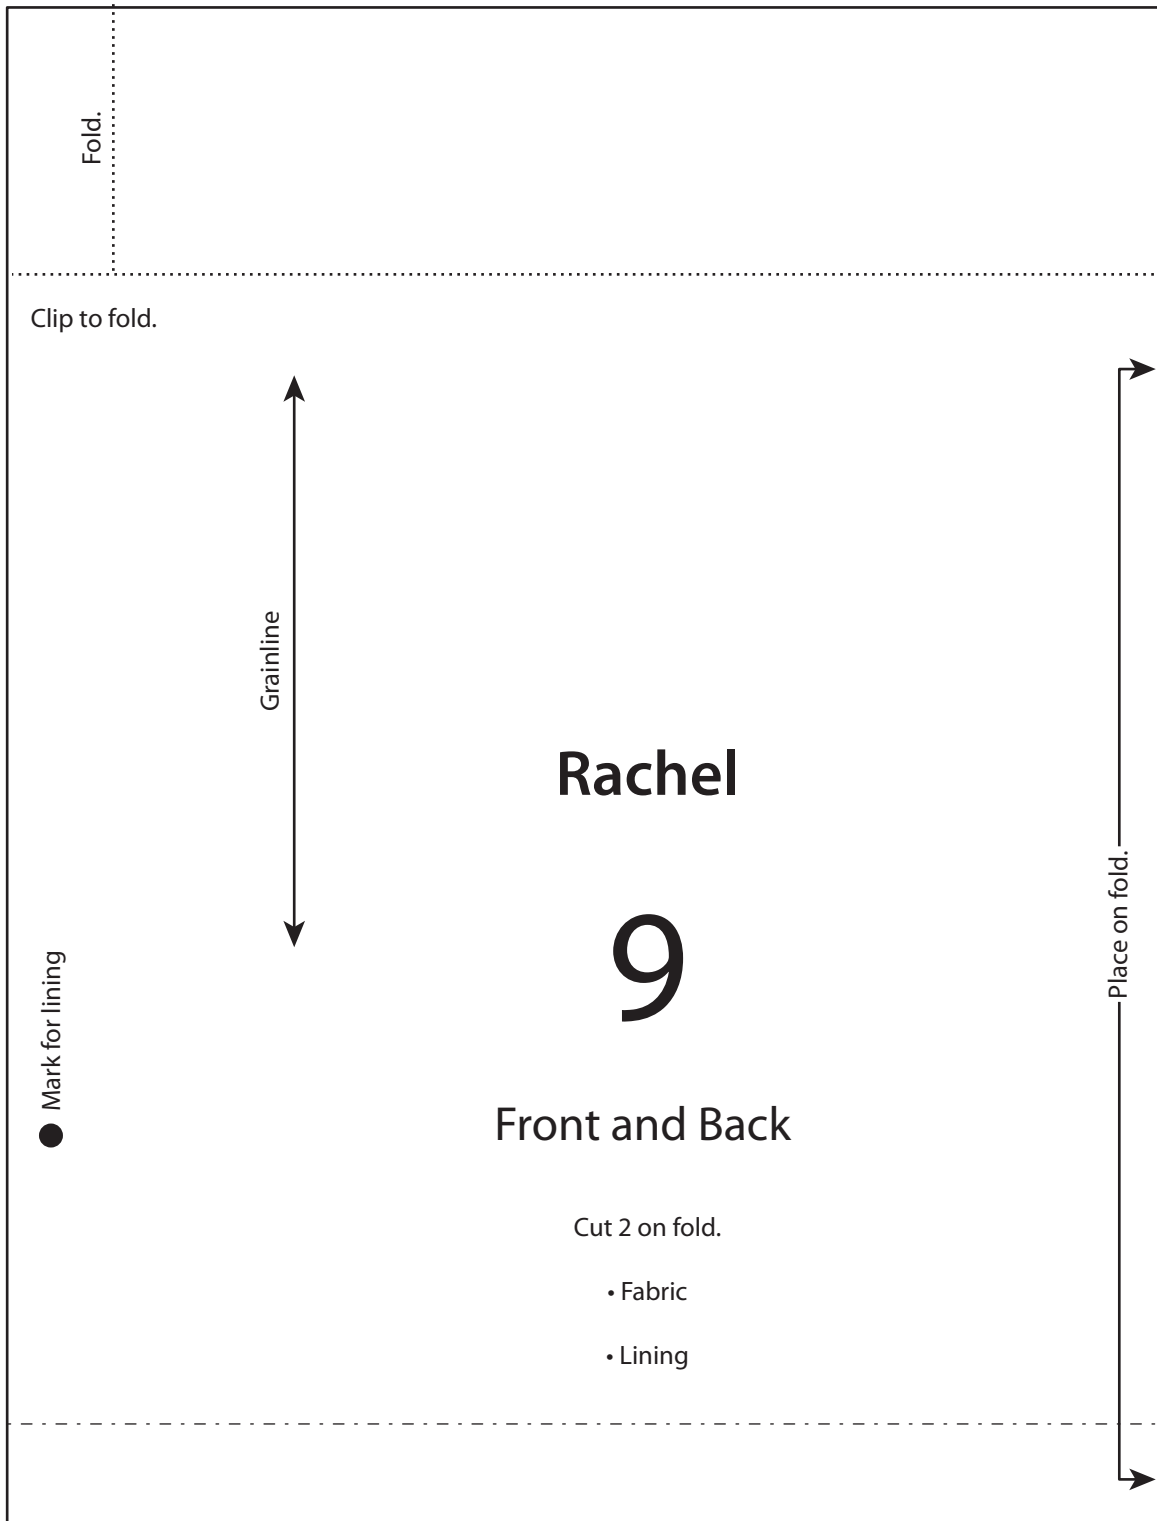 Fold.
Clip to fold.
Grainline
Rachel
9
Place on fold.
Mark for lining
Front and Back
Cut 2 on fold.
• Fabric
• Lining